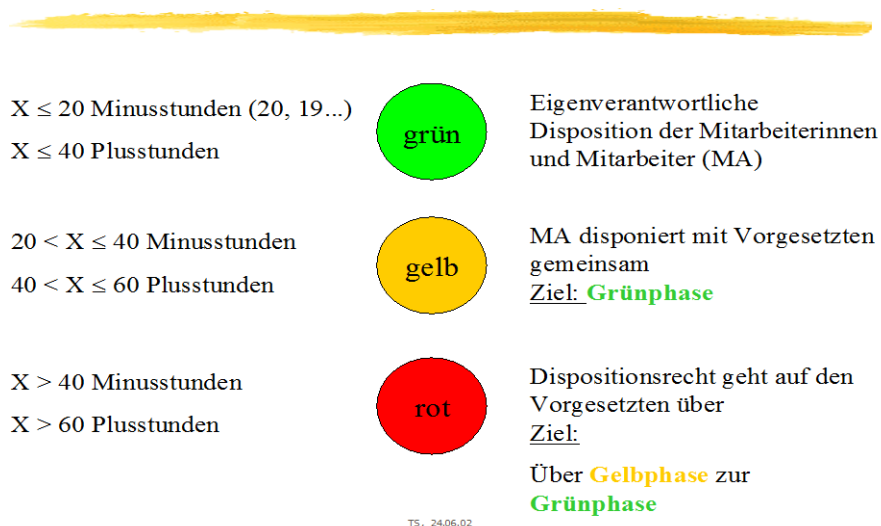 X ≤ 20 Minusstunden (20, 19...)
X ≤ 40 Plusstunden
grün
Eigenverantwortliche
Disposition der Mitarbeiterinnen
und Mitarbeiter (MA)
20 < X ≤ 40 Minusstunden
40 < X ≤ 60 Plusstunden
gelb
MA disponiert mit Vorgesetzten
gemeinsam
Ziel: Grünphase
X > 40 Minusstunden
X > 60 Plusstunden
rot
Dispositionsrecht geht auf den
Vorgesetzten über
Ziel:
Über Gelbphase zur
Grünphase
TS, 24.06.02